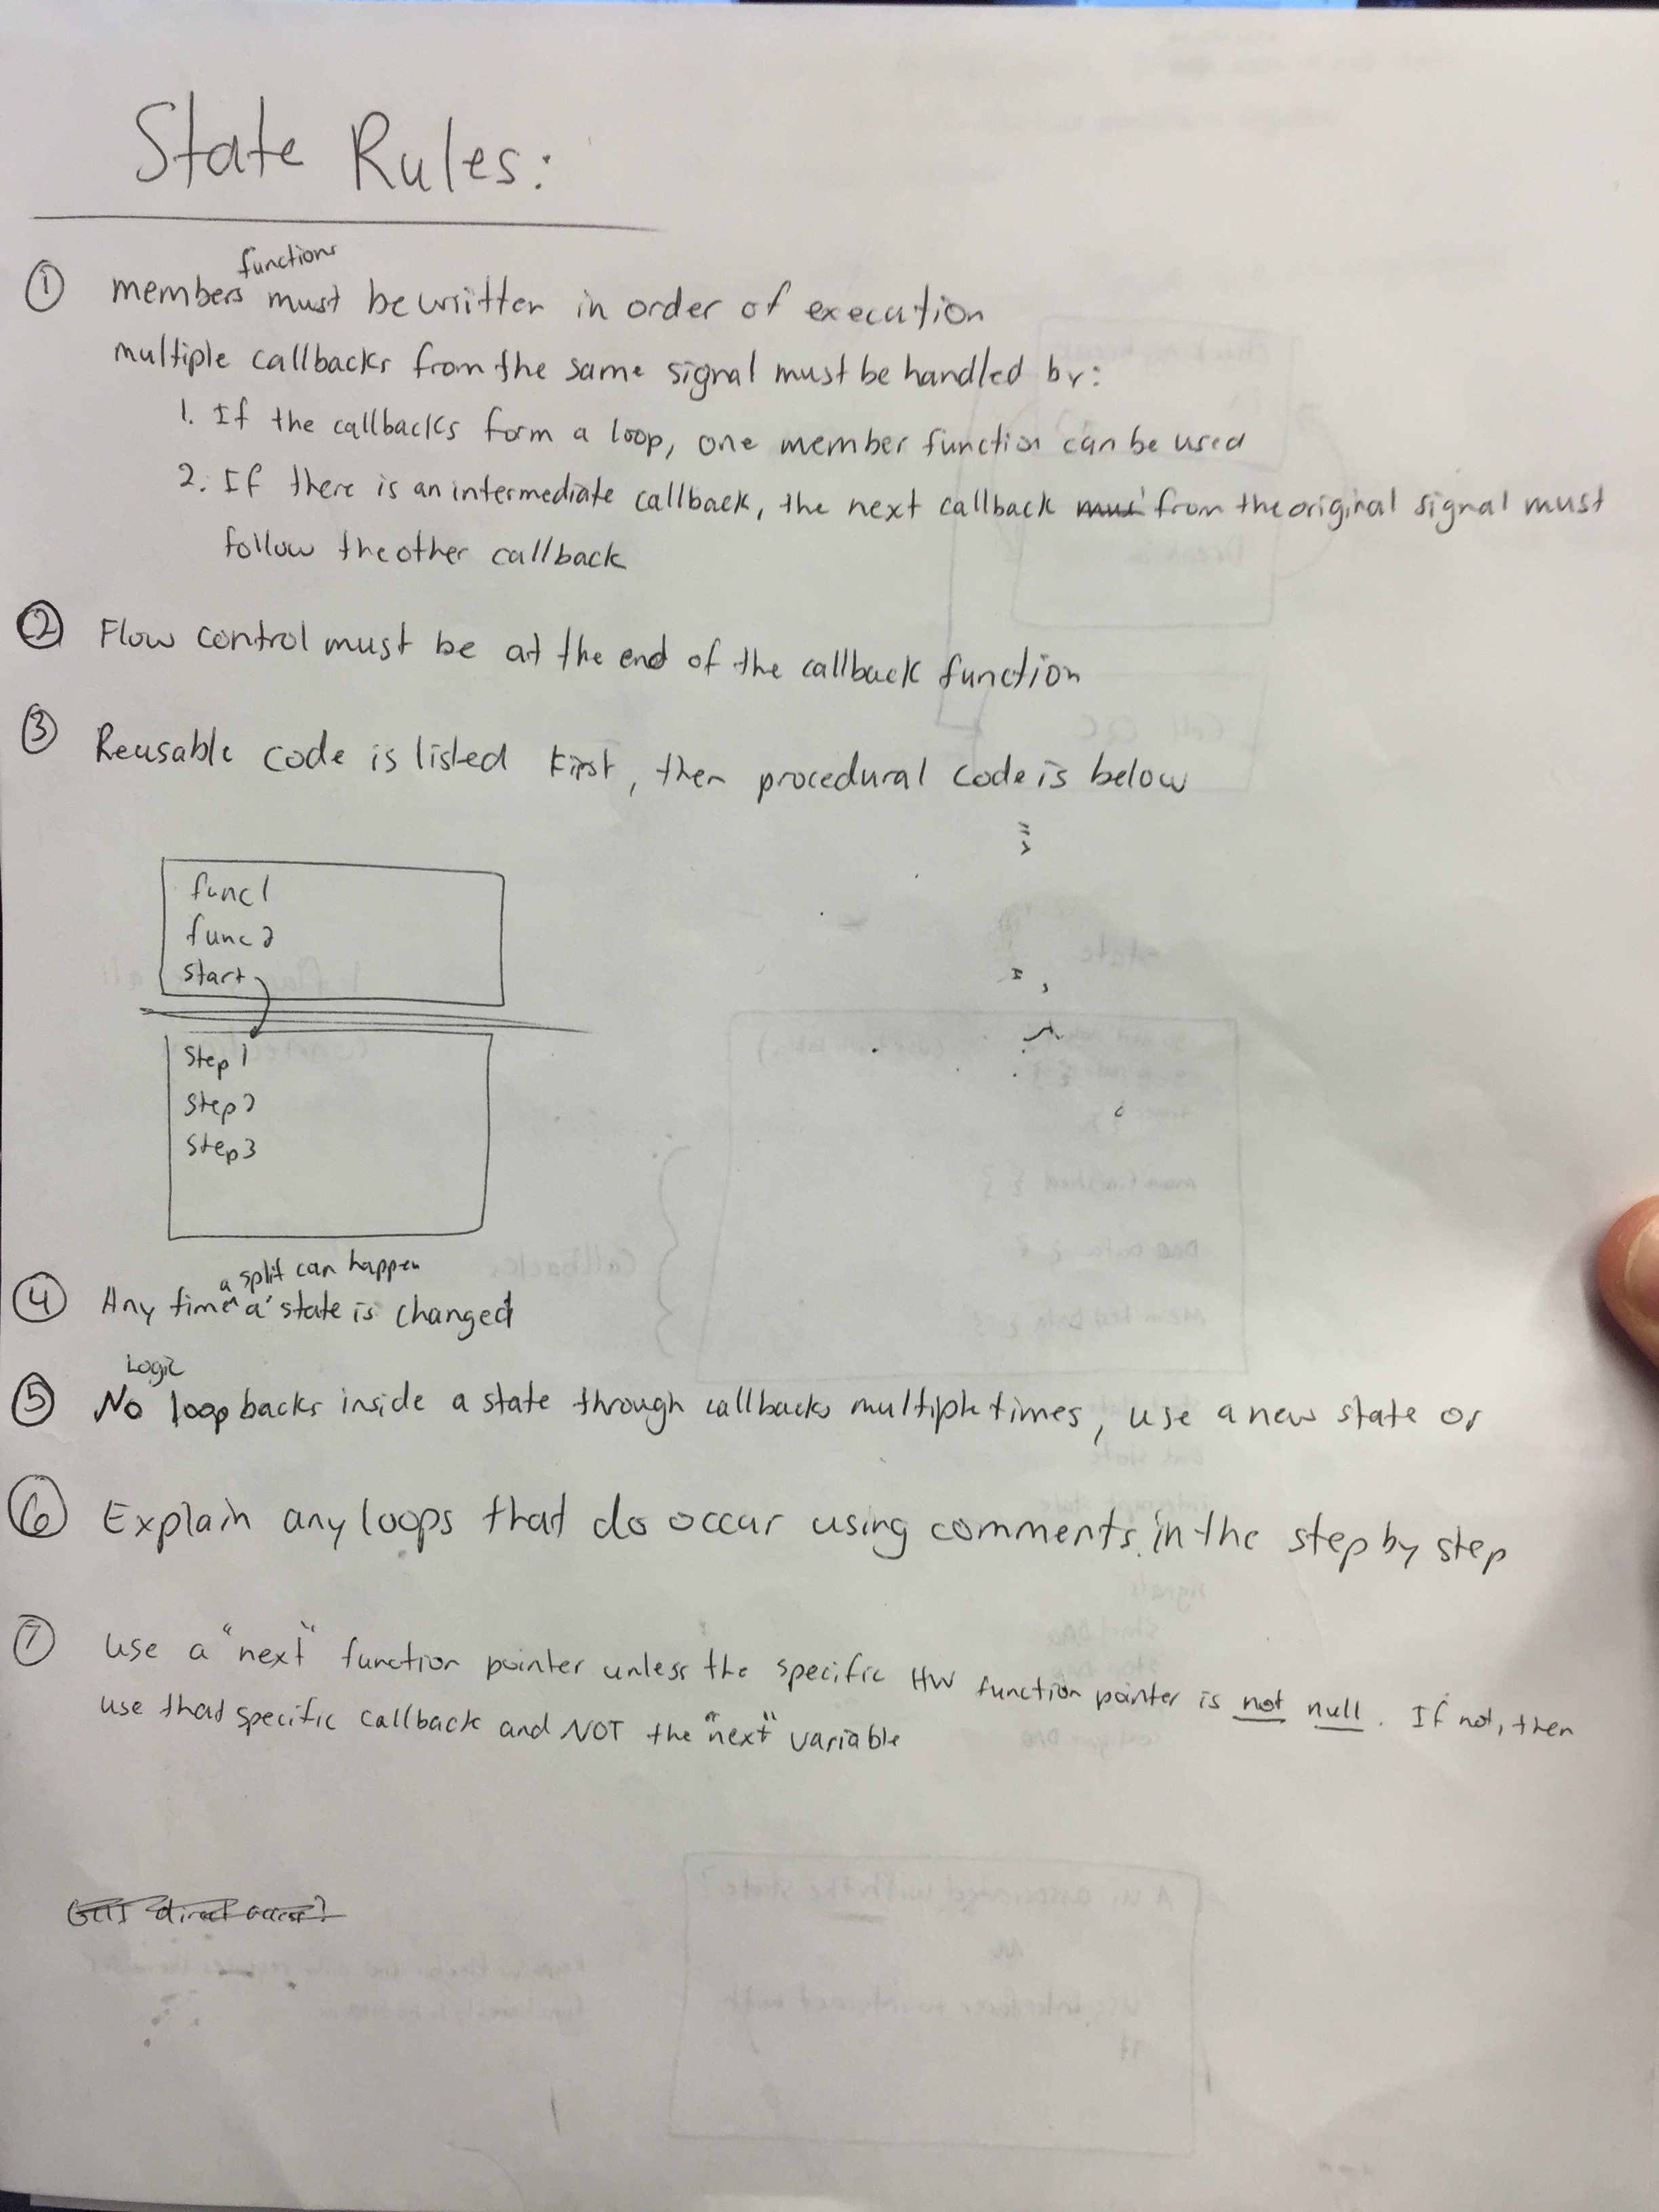 State Rules:
① members functions must be written in order of execution
multiple callbacks from the same signal must be handled by:
1. If the callbacks form a loop, one member function can be used
2. If there is an intermediate callback, the next callback from the original signal must
follow the other callback
② Flow control must be at the end of the callback function
③ Reusable code is listed First, then procedural code is below
func1
func2
start
Step 1
Step 2
Step 3
④ Any time a split can happen a state is changed
⑤ No Logic loop backs inside a state through callbacks multiple times, use a new state or
⑥ Explain any loops that do occur using comments in the step by step
⑦ use a "next" function pointer unless the specific HW function pointer is not null. If not, then
use that specific callback and NOT the "next" variable